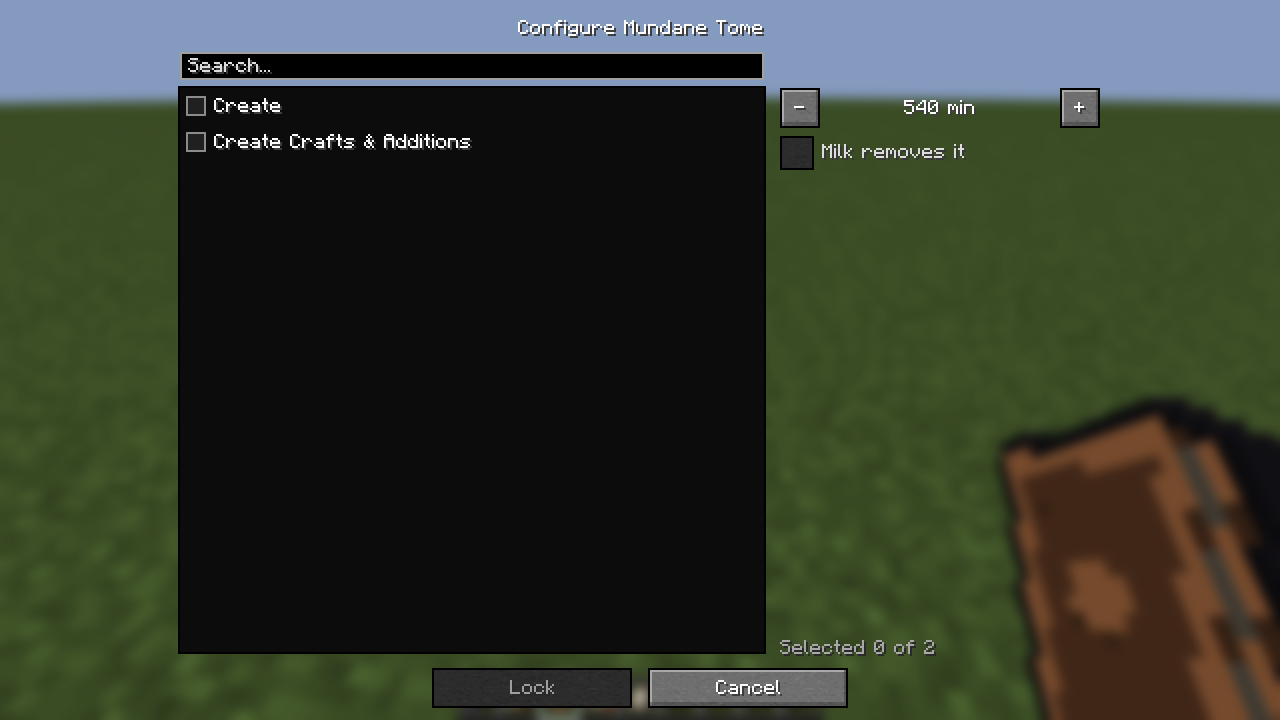 Configure Mundane Tome
Search...
Create
Create Crafts & Additions
- 540 min +
Milk removes it
Selected 0 of 2
Lock
Cancel